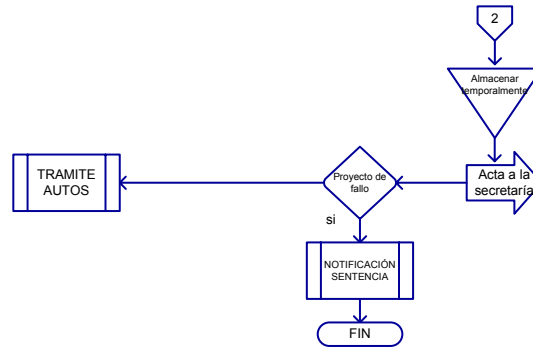 2
Almacenar
temporalmente
TRAMITE
AUTOS
Proyecto de
fallo
Acta a la
secretaría
si
NOTIFICACIÓN
SENTENCIA
FIN